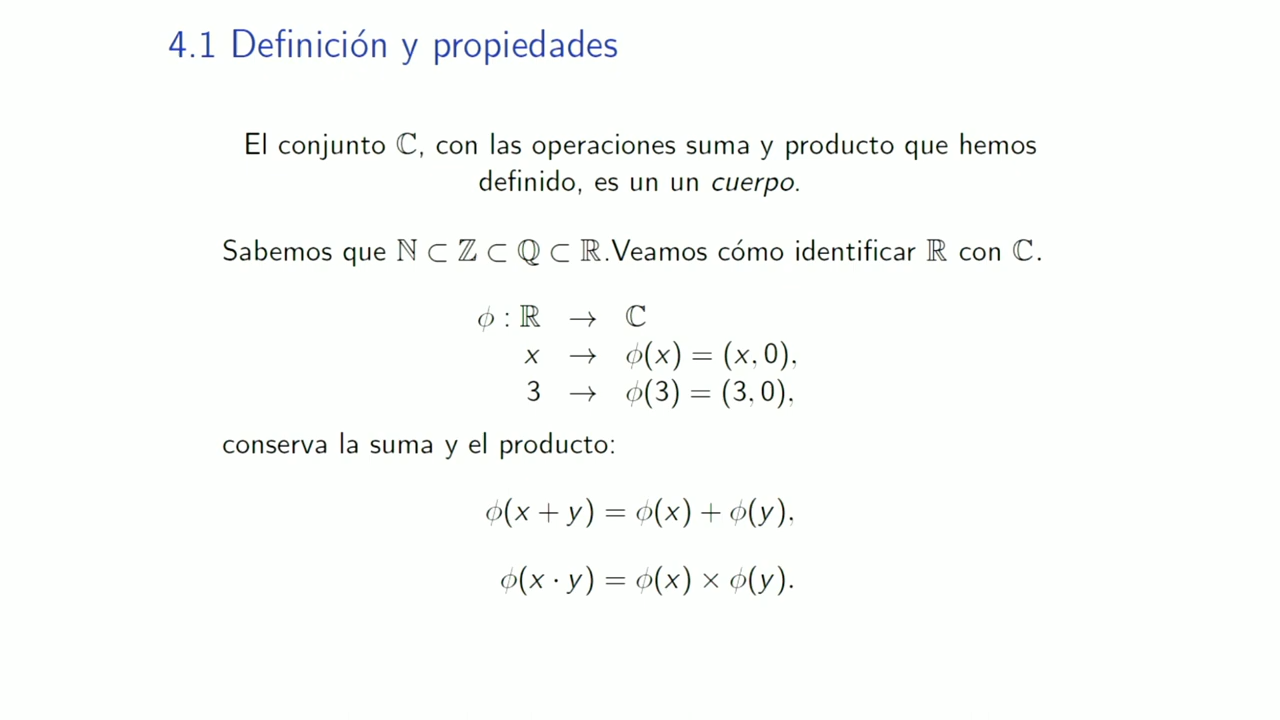 4.1 Definición y propiedades
El conjunto ℂ, con las operaciones suma y producto que hemos
definido, es un un cuerpo.
Sabemos que ℕ ⊂ ℤ ⊂ ℚ ⊂ ℝ.Veamos cómo identificar ℝ con ℂ.
ϕ : ℝ → ℂ
x → ϕ(x) = (x, 0),
3 → ϕ(3) = (3, 0),
conserva la suma y el producto:
ϕ(x + y) = ϕ(x) + ϕ(y),
ϕ(x · y) = ϕ(x) × ϕ(y).